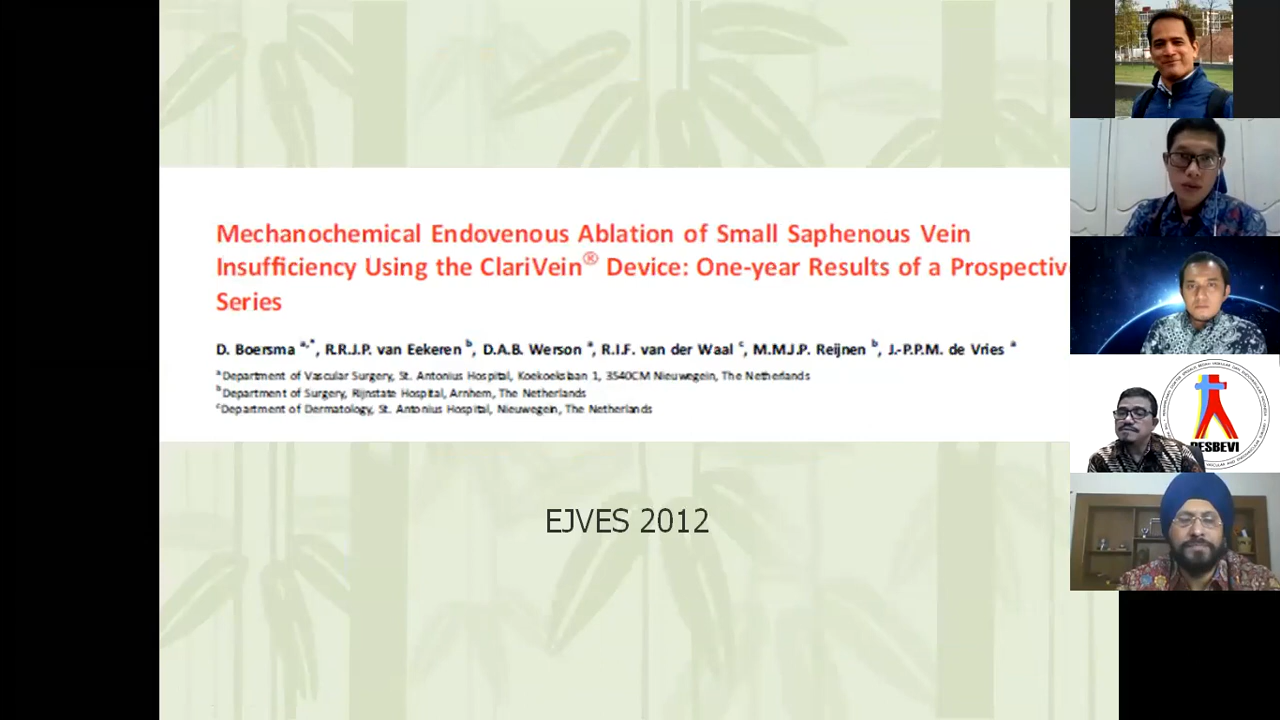 Mechanochemical Endovenous Ablation of Small Saphenous Vein
Insufficiency Using the ClariVein® Device: One-year Results of a Prospectiv
Series
D. Boersma a,*, R.R.J.P. van Eekeren b, D.A.B. Werson a, R.I.F. van der Waal c, M.M.J.P. Reijnen b, J.-P.P.M. de Vries a
a Department of Vascular Surgery, St. Antonius Hospital, Koekoekslaan 1, 3540CM Nieuwegein, The Netherlands
b Department of Surgery, Rijnstate Hospital, Arnhem, The Netherlands
c Department of Dermatology, St. Antonius Hospital, Nieuwegein, The Netherlands
EJVES 2012
ESBEVI